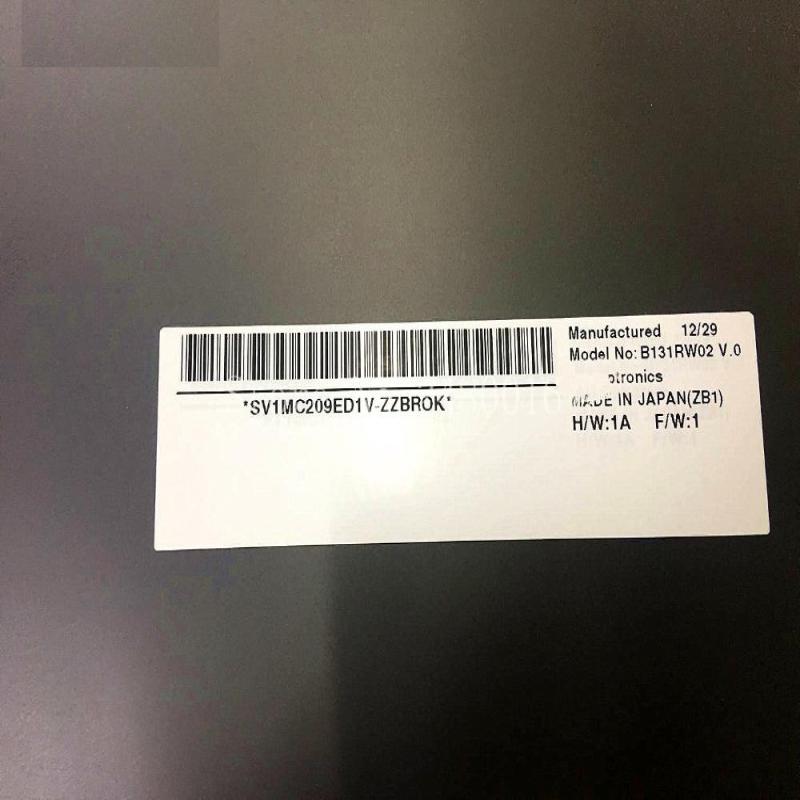 Manufactured 12/29
Model No: B131RW02 V.0
otronics
MADE IN JAPAN(ZB1)
H/W:1A F/W:1
*SV1MC209ED1V-ZZBROK*